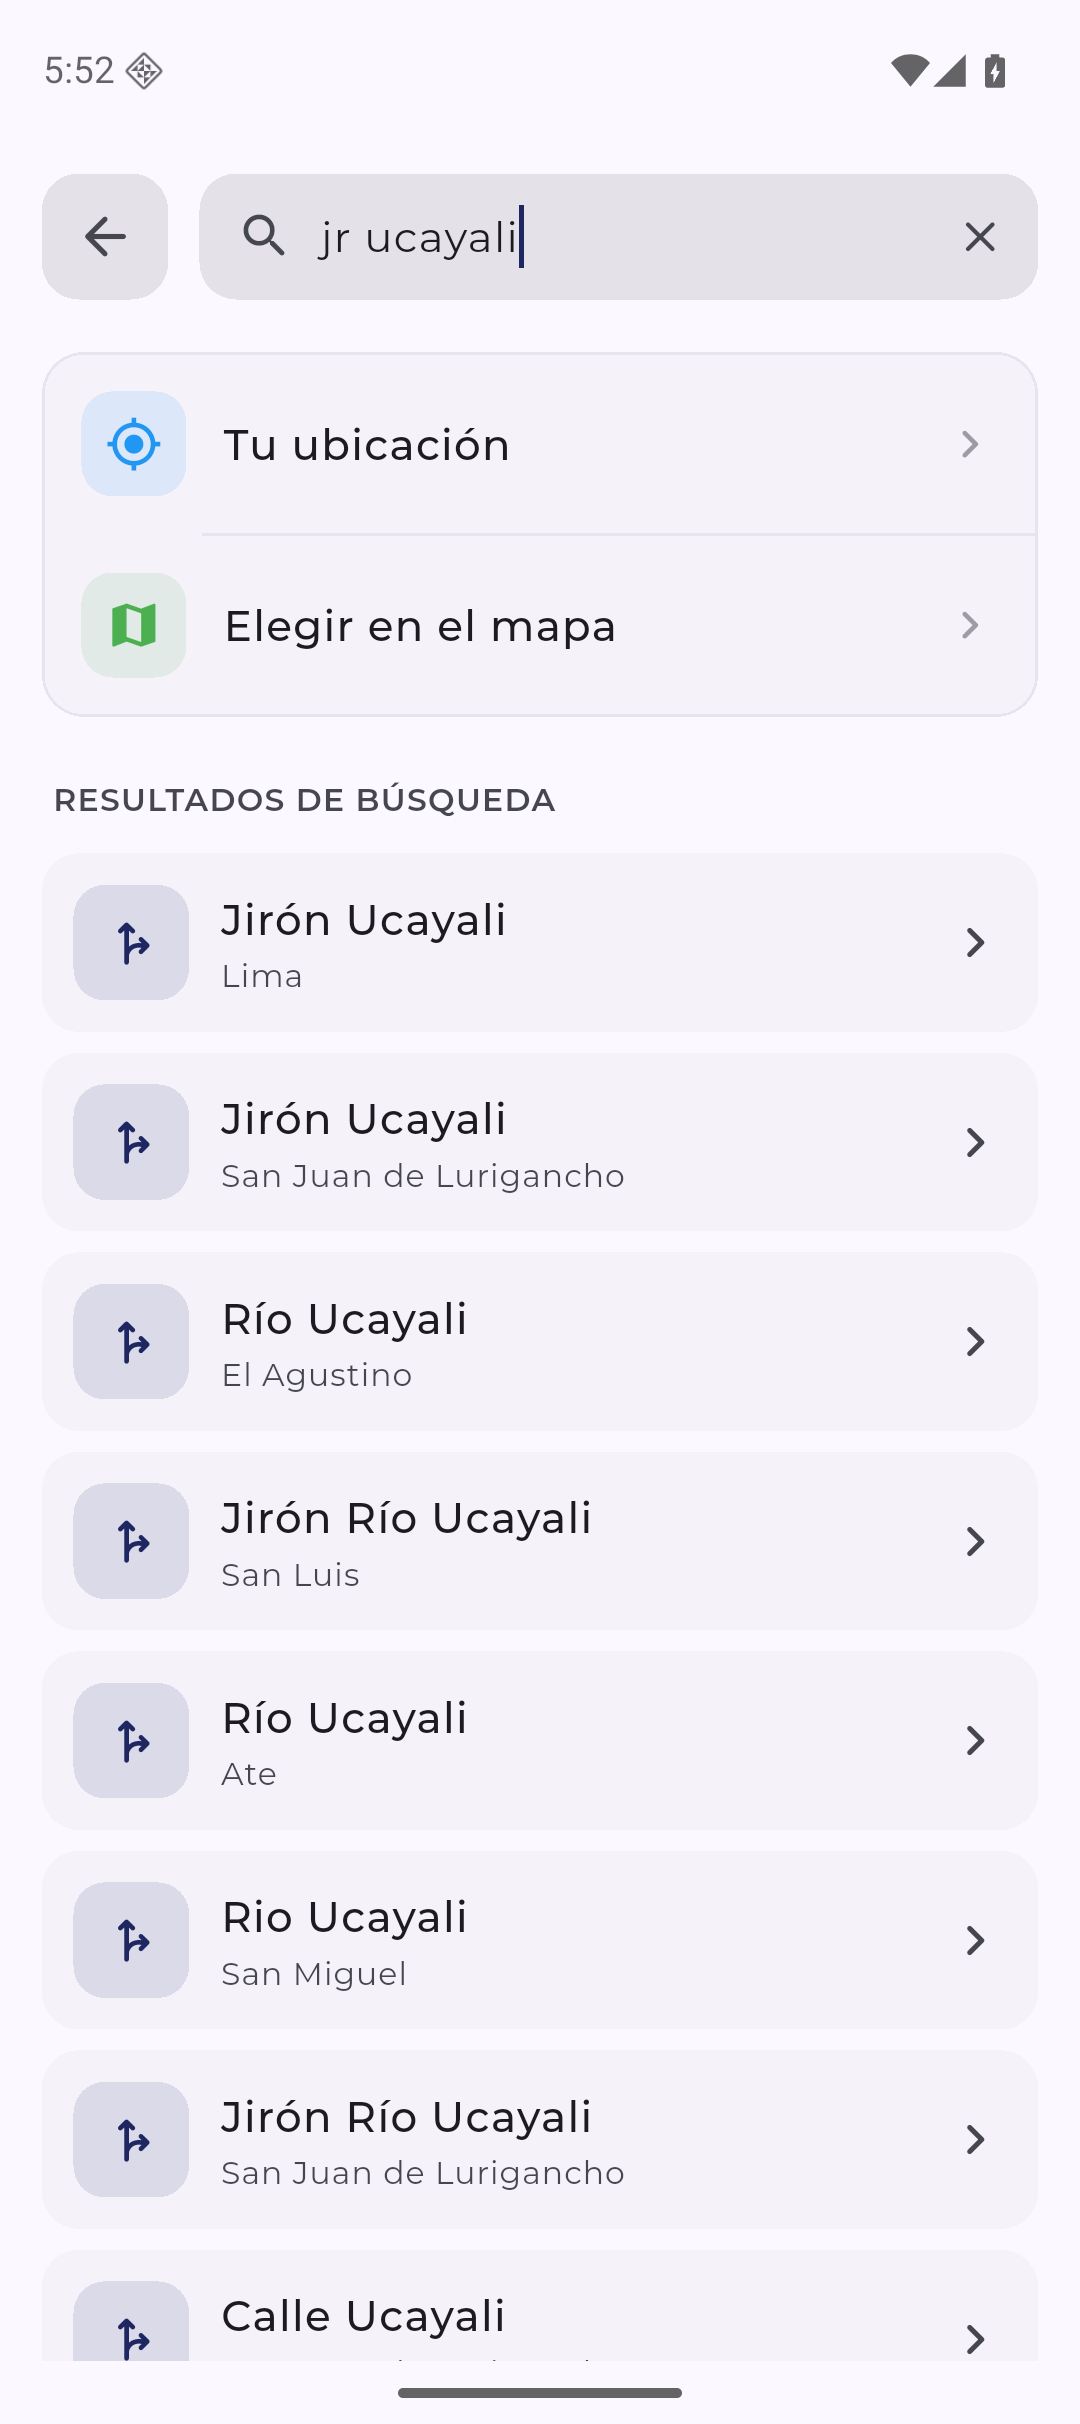 5:52
jr ucayali
Tu ubicación
Elegir en el mapa
RESULTADOS DE BÚSQUEDA
Jirón Ucayali
Lima
Jirón Ucayali
San Juan de Lurigancho
Río Ucayali
El Agustino
Jirón Río Ucayali
San Luis
Río Ucayali
Ate
Rio Ucayali
San Miguel
Jirón Río Ucayali
San Juan de Lurigancho
Calle Ucayali